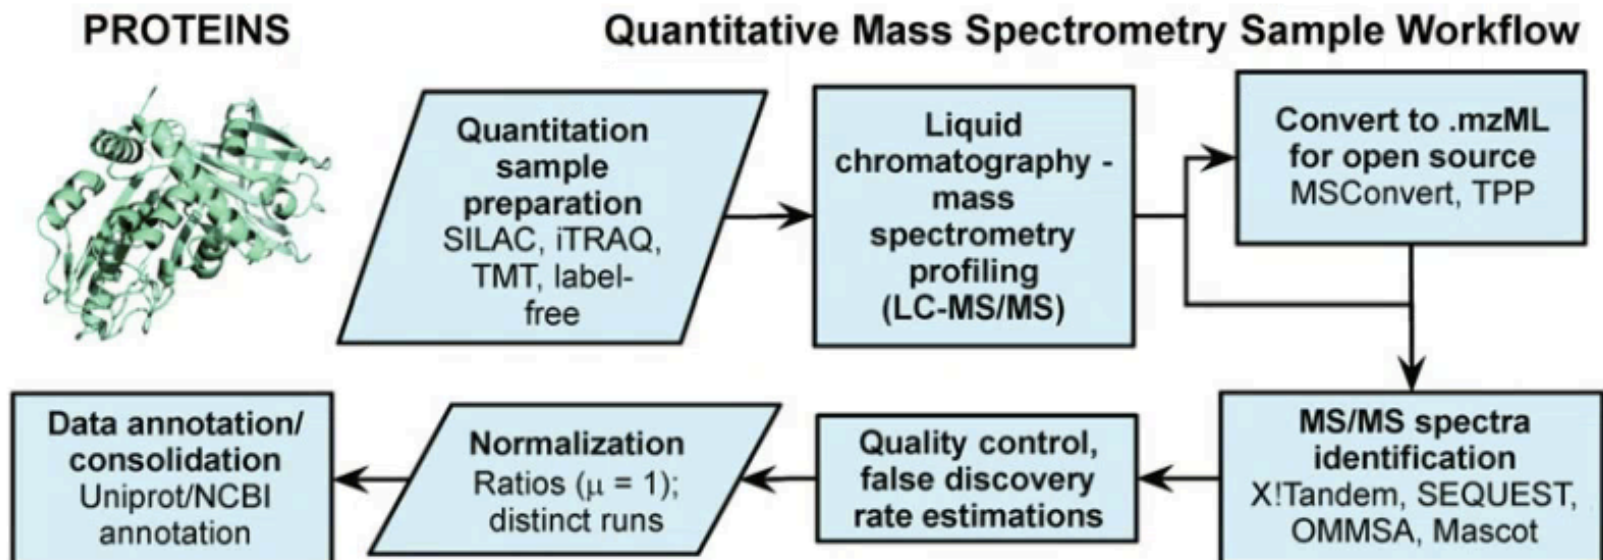 PROTEINS
Quantitative Mass Spectrometry Sample Workflow
Quantitation
sample
preparation
SILAC, iTRAQ,
TMT, label-
free
Liquid
chromatography -
mass
spectrometry
profiling
(LC-MS/MS)
Convert to .mzML
for open source
MSConvert, TPP
MS/MS spectra
identification
X!Tandem, SEQUEST,
OMMSA, Mascot
Quality control,
false discovery
rate estimations
Normalization
Ratios (μ = 1);
distinct runs
Data annotation/
consolidation
Uniprot/NCBI
annotation